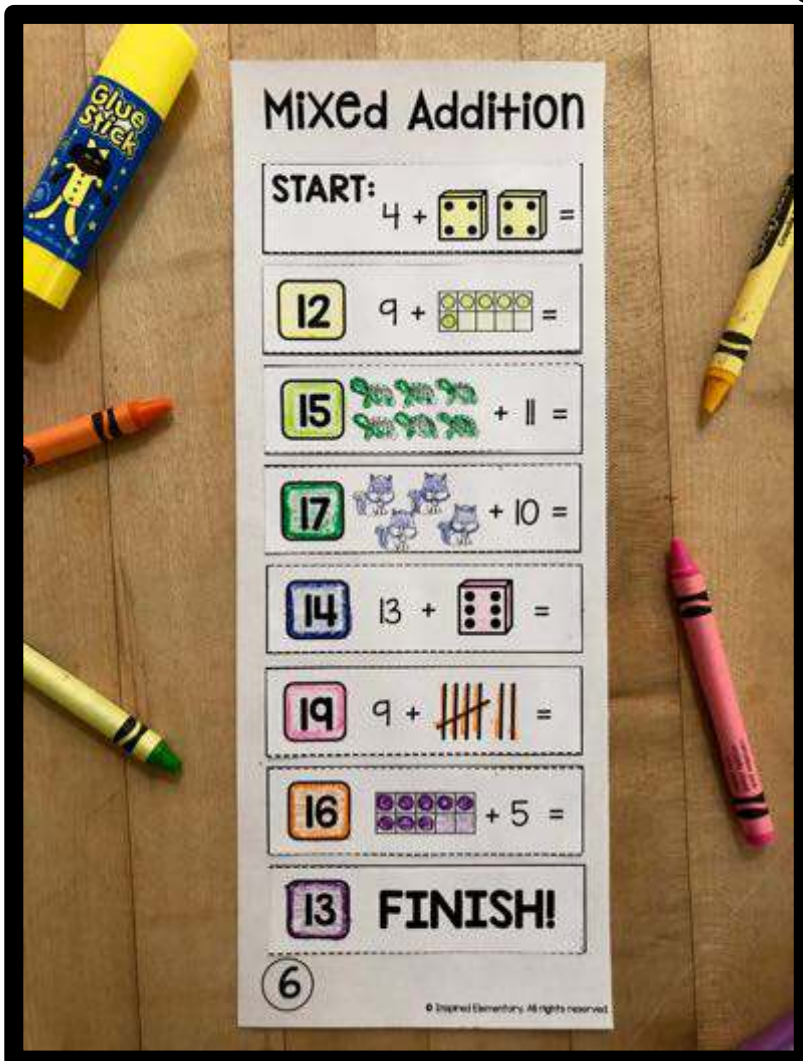 Glue
Stick
Mixed Addition
START:
4 + =
12 9 + =
15 + 11 =
17 + 10 =
14 13 + =
19 9 + =
16 + 5 =
13 FINISH!
6
© Inspired Elementary. All rights reserved.